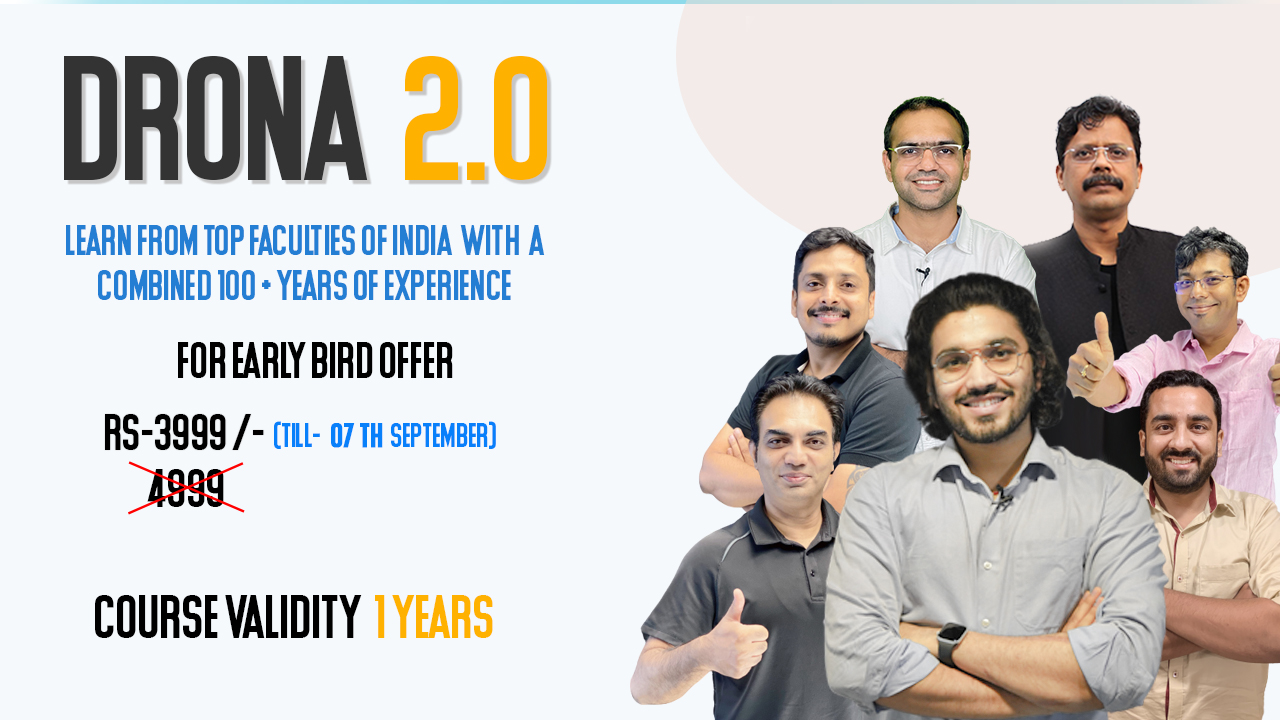 DRONA 2.0
LEARN FROM TOP FACULTIES OF INDIA WITH A
COMBINED 100 + YEARS OF EXPERIENCE
FOR EARLY BIRD OFFER
RS-3999 /- (TILL- 07 TH SEPTEMBER)
4999
COURSE VALIDITY 1 YEARS